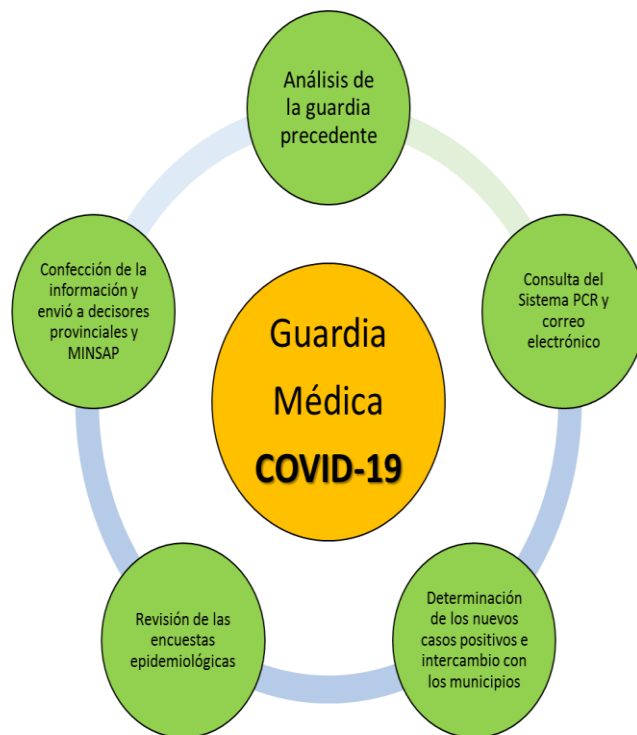 Análisis de
la guardia
precedente
Consulta del
Sistema PCR y
correo
electrónico
Determinación
de los nuevos
casos positivos e
intercambio con
los municipios
Revisión de las
encuestas
epidemiológicas
Confección de la
información y
envió a decisores
provinciales y
MINSAP
Guardia
Médica
COVID-19